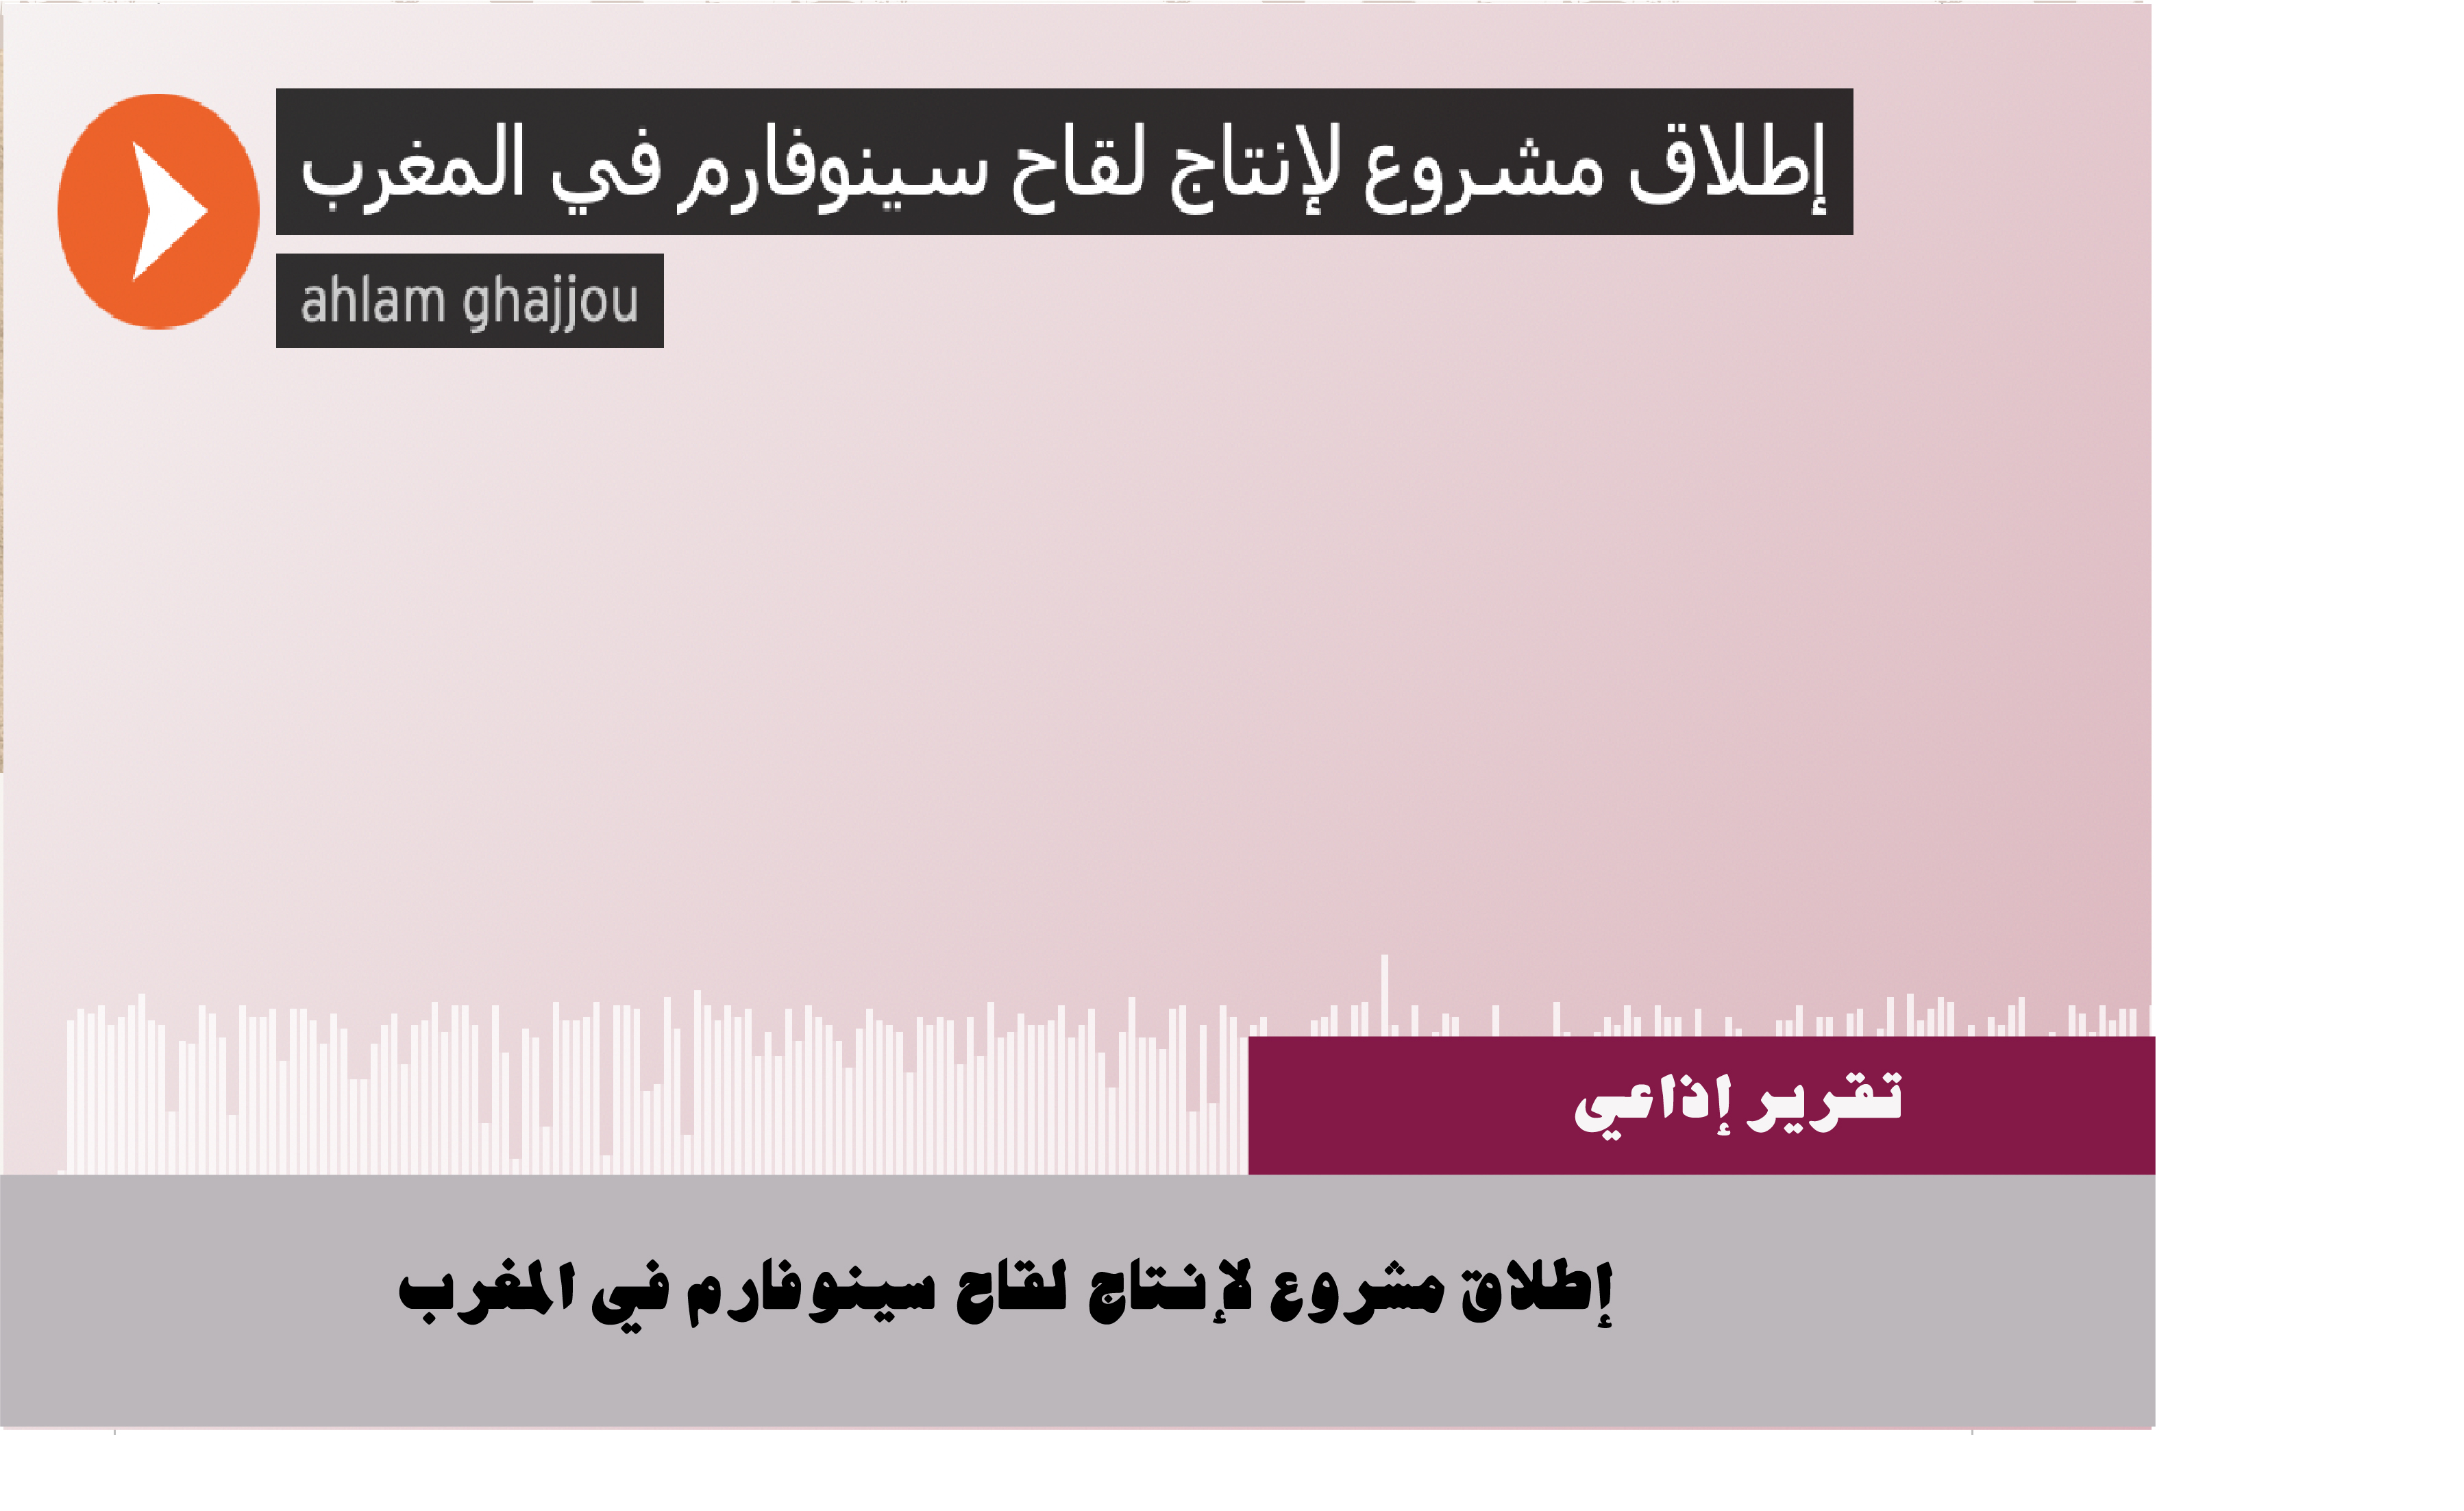 إطلاق مشروع لإنتاج لقاح سينوفارم في المغرب
ahlam ghajjou
تقرير إذاعي
إطلاق مشروع لإنتاج لقاح سينوفارم في المغرب